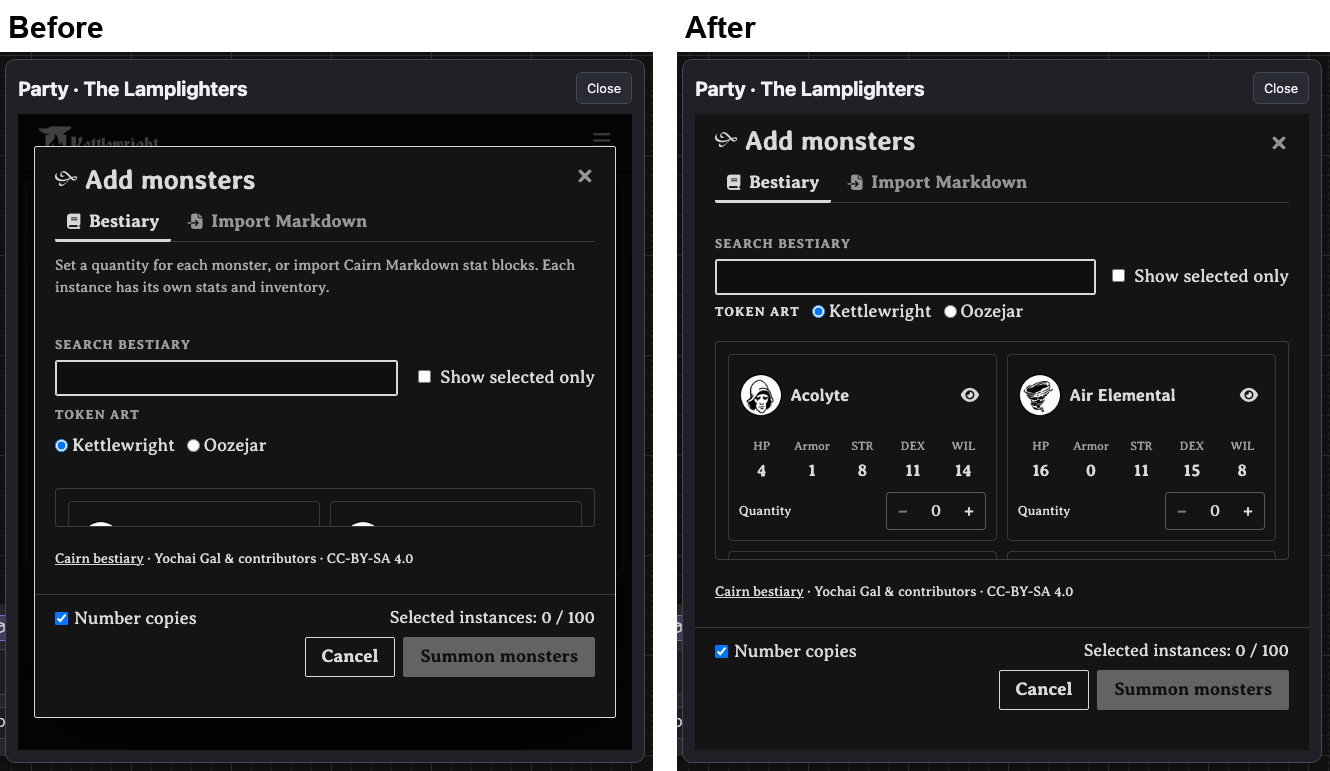 Before
Party · The Lamplighters
Close
Kettlewright
Add monsters
Bestiary
Import Markdown
Set a quantity for each monster, or import Cairn Markdown stat blocks. Each
instance has its own stats and inventory.
SEARCH BESTIARY
Show selected only
TOKEN ART
Kettlewright
Oozejar
Cairn bestiary · Yochai Gal & contributors · CC-BY-SA 4.0
Number copies
Selected instances: 0 / 100
Cancel
Summon monsters
After
Party · The Lamplighters
Close
Add monsters
Bestiary
Import Markdown
SEARCH BESTIARY
Show selected only
TOKEN ART
Kettlewright
Oozejar
Acolyte
HP Armor STR DEX WIL
4 1 8 11 14
Quantity
− 0 +
Air Elemental
HP Armor STR DEX WIL
16 0 11 15 8
Quantity
− 0 +
Cairn bestiary · Yochai Gal & contributors · CC-BY-SA 4.0
Number copies
Selected instances: 0 / 100
Cancel
Summon monsters